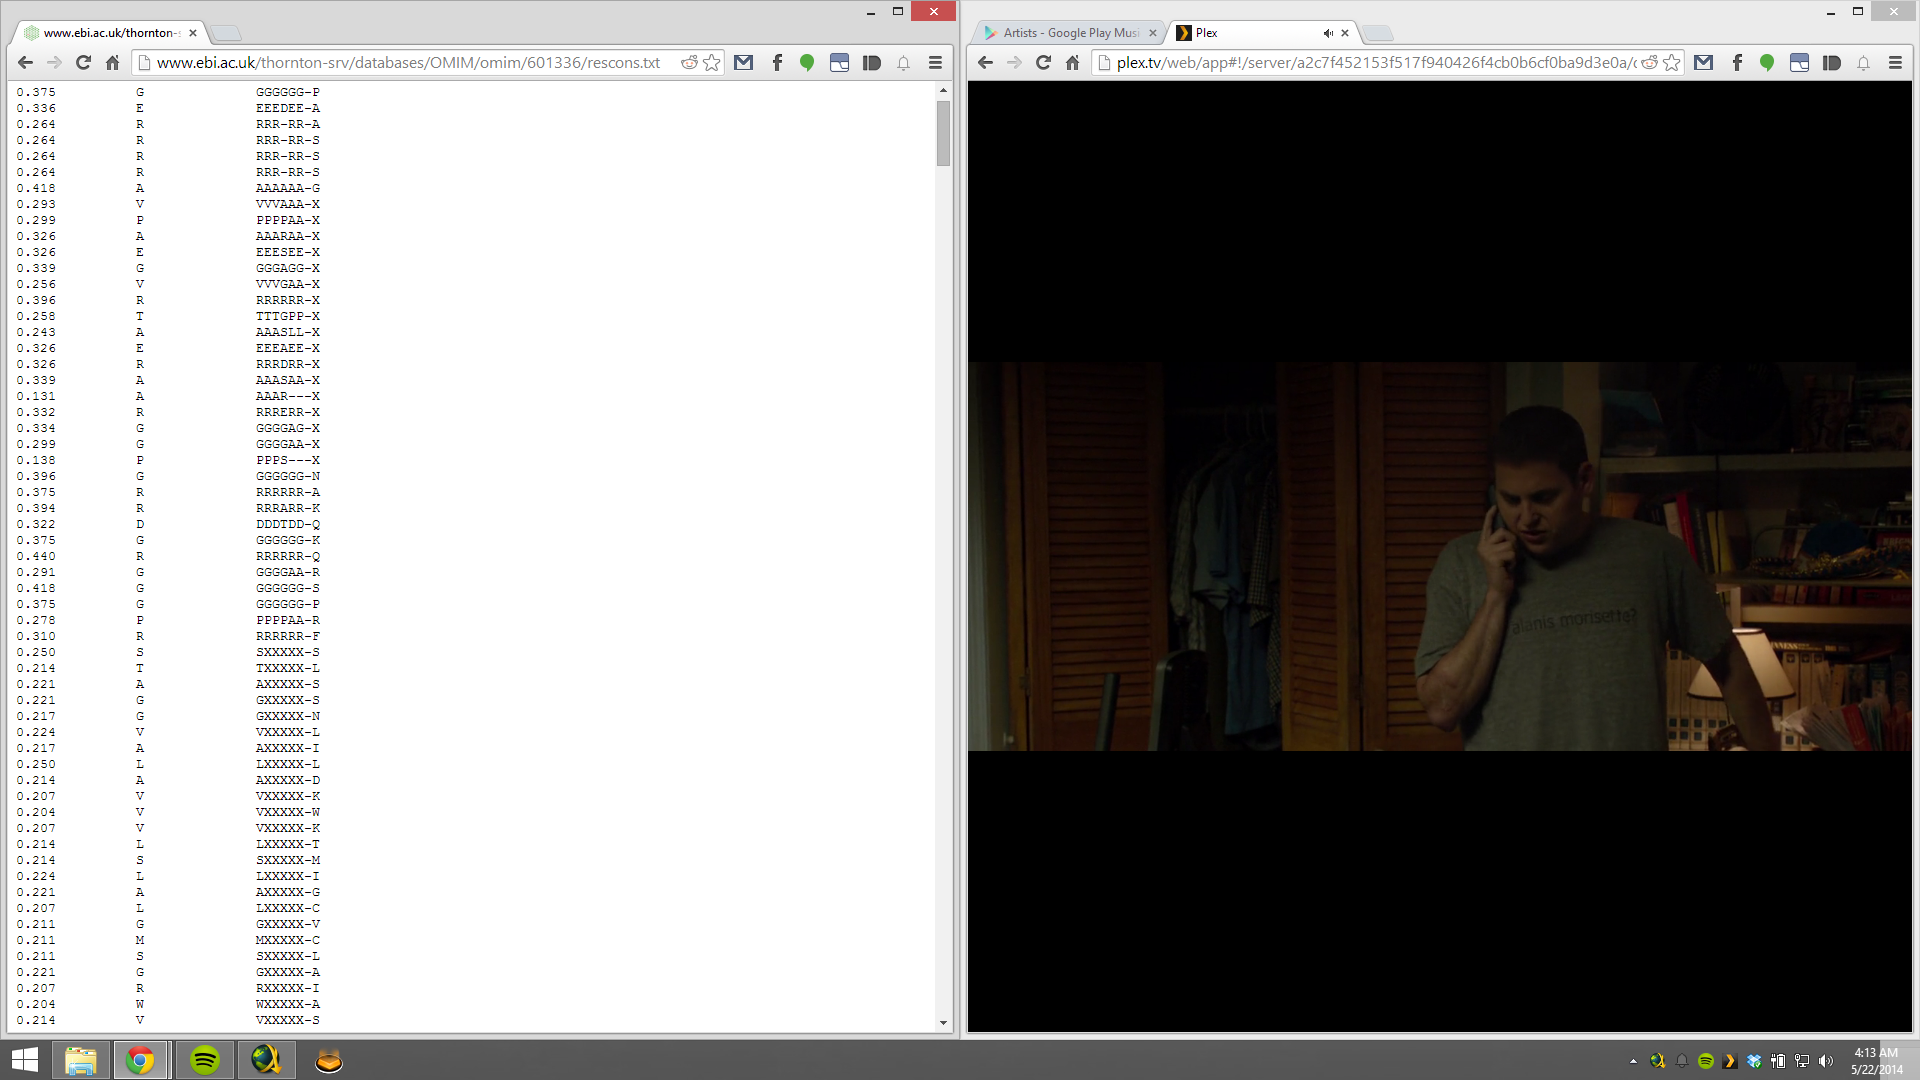 www.ebi.ac.uk/thornton-s
www.ebi.ac.uk/thornton-srv/databases/OMIM/omim/601336/rescons.txt
0.375 G GGGGGG-P
0.336 E EEEDEE-A
0.264 R RRR-RR-A
0.264 R RRR-RR-S
0.264 R RRR-RR-S
0.264 R RRR-RR-S
0.418 A AAAAAA-G
0.293 V VVVAAA-X
0.299 P PPPPAA-X
0.326 A AAARAA-X
0.326 E EEESEE-X
0.339 G GGGAGG-X
0.256 V VVVGAA-X
0.396 R RRRRRR-X
0.258 T TTTGPP-X
0.243 A AAASLL-X
0.326 E EEEAEE-X
0.326 R RRRDRR-X
0.339 A AAASAA-X
0.131 A AAAR---X
0.332 R RRRERR-X
0.334 G GGGGAG-X
0.299 G GGGGAA-X
0.138 P PPPS---X
0.396 G GGGGGG-N
0.375 R RRRRRR-A
0.394 R RRRARR-K
0.322 D DDDTDD-Q
0.375 G GGGGGG-K
0.440 R RRRRRR-Q
0.291 G GGGGAA-R
0.418 G GGGGGG-S
0.375 G GGGGGG-P
0.278 P PPPPAA-R
0.310 R RRRRRR-F
0.250 S SXXXXX-S
0.214 T TXXXXX-L
0.221 A AXXXXX-S
0.221 G GXXXXX-S
0.217 G GXXXXX-N
0.224 V VXXXXX-L
0.217 A AXXXXX-I
0.250 L LXXXXX-L
0.214 A AXXXXX-D
0.207 V VXXXXX-K
0.204 V VXXXXX-W
0.207 V VXXXXX-K
0.214 L LXXXXX-T
0.214 S SXXXXX-M
0.224 L LXXXXX-I
0.221 A AXXXXX-G
0.207 L LXXXXX-C
0.211 G GXXXXX-V
0.211 M MXXXXX-C
0.211 S SXXXXX-L
0.221 G GXXXXX-A
0.207 R RXXXXX-I
0.204 W WXXXXX-A
0.214 V VXXXXX-S
Artists - Google Play Musi
Plex
plex.tv/web/app#!/server/a2c7f452153f517f940426f4cb0b6cf0ba9d3e0a/c
alanis morisette?
4:13 AM
5/22/2014